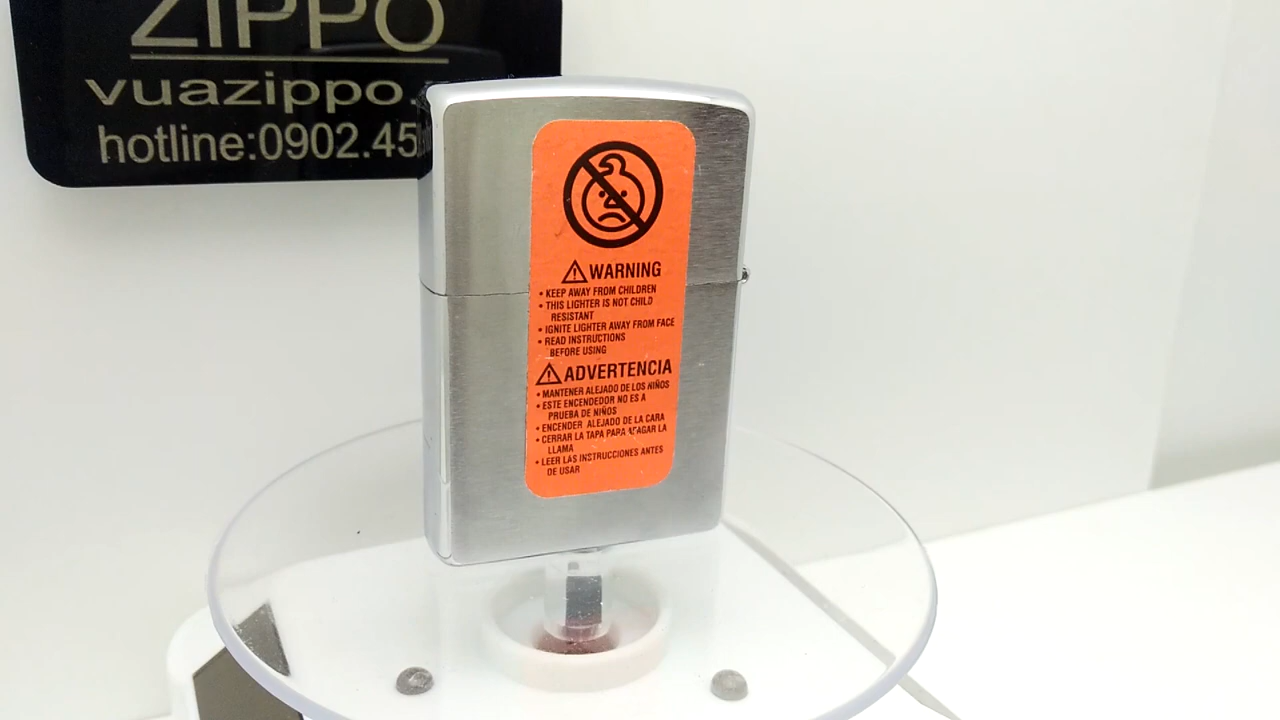 ZIPPO
vuazippo.
hotline:0902.45
WARNING
• KEEP AWAY FROM CHILDREN
• THIS LIGHTER IS NOT CHILD
RESISTANT
• IGNITE LIGHTER AWAY FROM FACE
• READ INSTRUCTIONS
BEFORE USING
ADVERTENCIA
• MANTENER ALEJADO DE LOS NIÑOS
• ESTE ENCENDEDOR NO ES A
PRUEBA DE NIÑOS
• ENCENDER ALEJADO DE LA CARA
• CERRAR LA TAPA PARA APAGAR LA
LLAMA
• LEER LAS INSTRUCCIONES ANTES
DE USAR